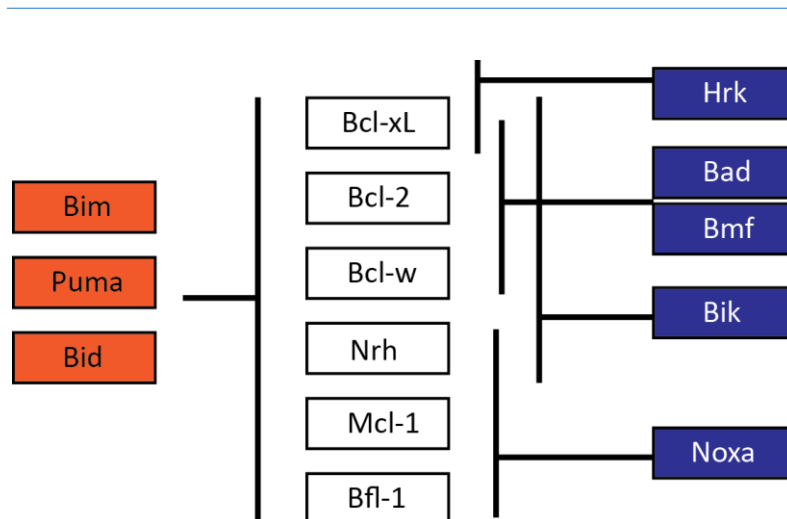 Bim
Puma
Bid
Bcl-xL
Bcl-2
Bcl-w
Nrh
Mcl-1
Bfl-1
Hrk
Bad
Bmf
Bik
Noxa